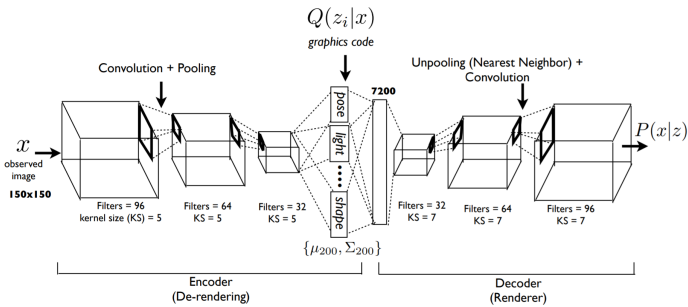 Q(z_i|x)
graphics code
Convolution + Pooling
Unpooling (Nearest Neighbor) +
Convolution
7200
pose
light
shape
x
observed
image
150x150
P(x|z)
Filters = 96
kernel size (KS) = 5
Filters = 64
KS = 5
Filters = 32
KS = 5
{μ_200, Σ_200}
Filters = 32
KS = 7
Filters = 64
KS = 7
Filters = 96
KS = 7
Encoder
(De-rendering)
Decoder
(Renderer)